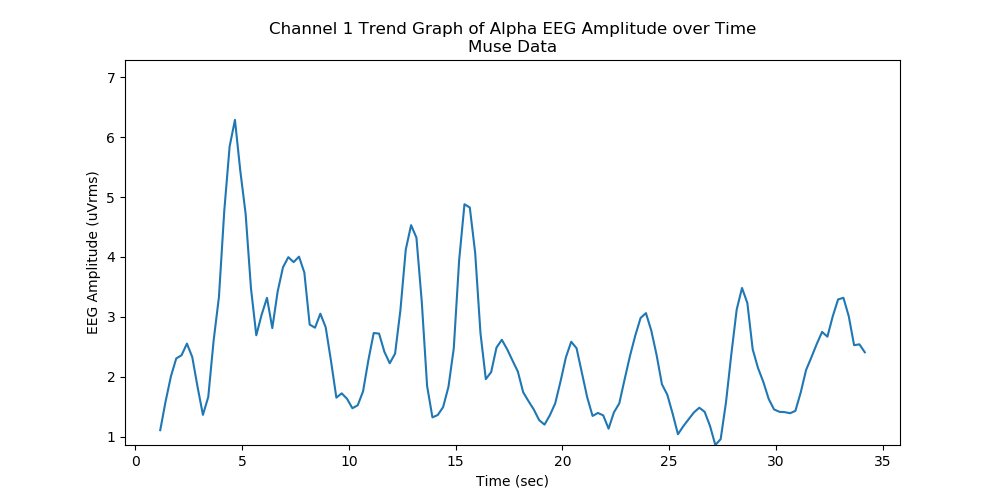 Channel 1 Trend Graph of Alpha EEG Amplitude over Time
Muse Data
7
6
5
4
3
2
1
EEG Amplitude (uVrms)
0 5 10 15 20 25 30 35
Time (sec)